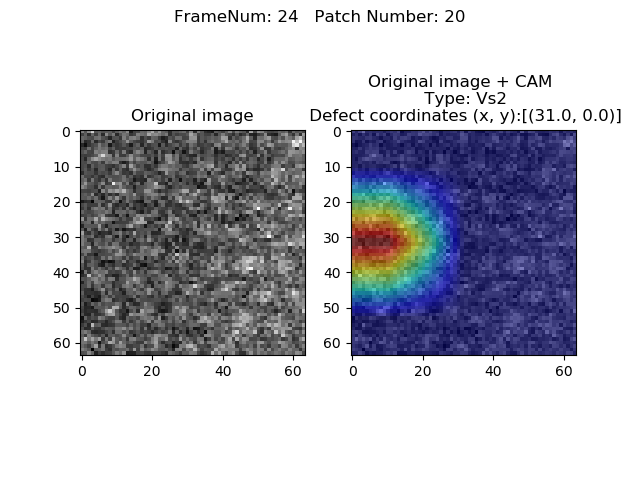 FrameNum: 24   Patch Number: 20
Original image
0
10
20
30
40
50
60
0 20 40 60
Original image + CAM
Type: Vs2
Defect coordinates (x, y):[(31.0, 0.0)]
0
10
20
30
40
50
60
0 20 40 60